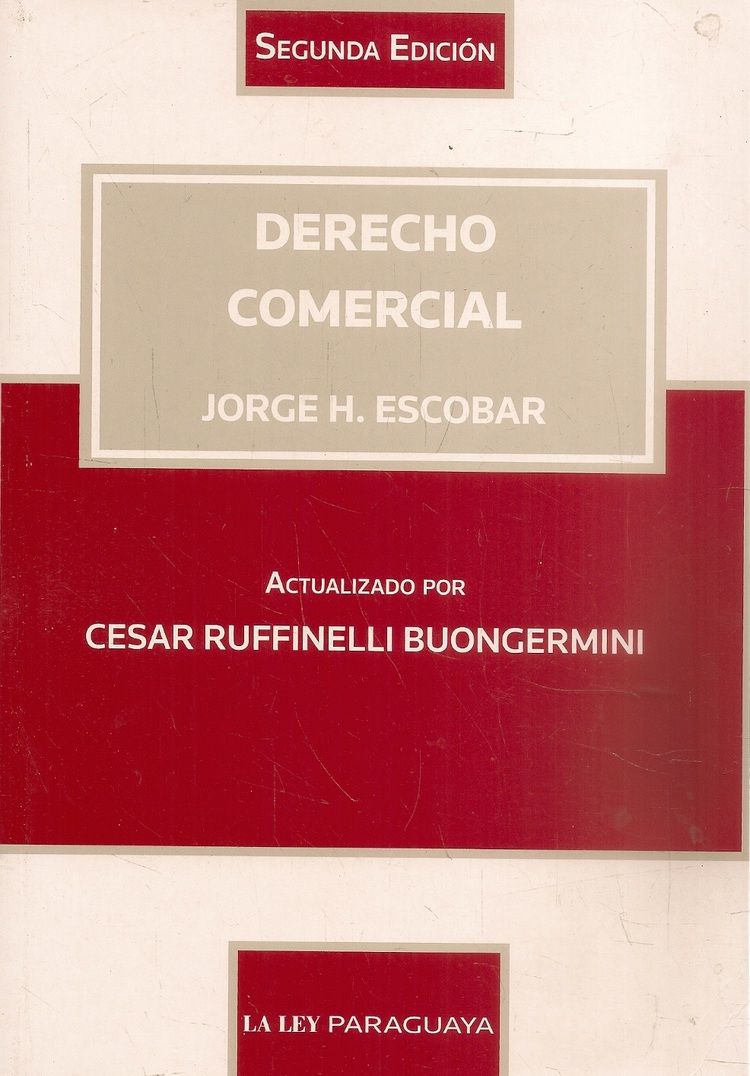 SEGUNDA EDICIÓN
DERECHO
COMERCIAL
JORGE H. ESCOBAR
ACTUALIZADO POR
CESAR RUFFINELLI BUONGERMINI
LA LEY PARAGUAYA